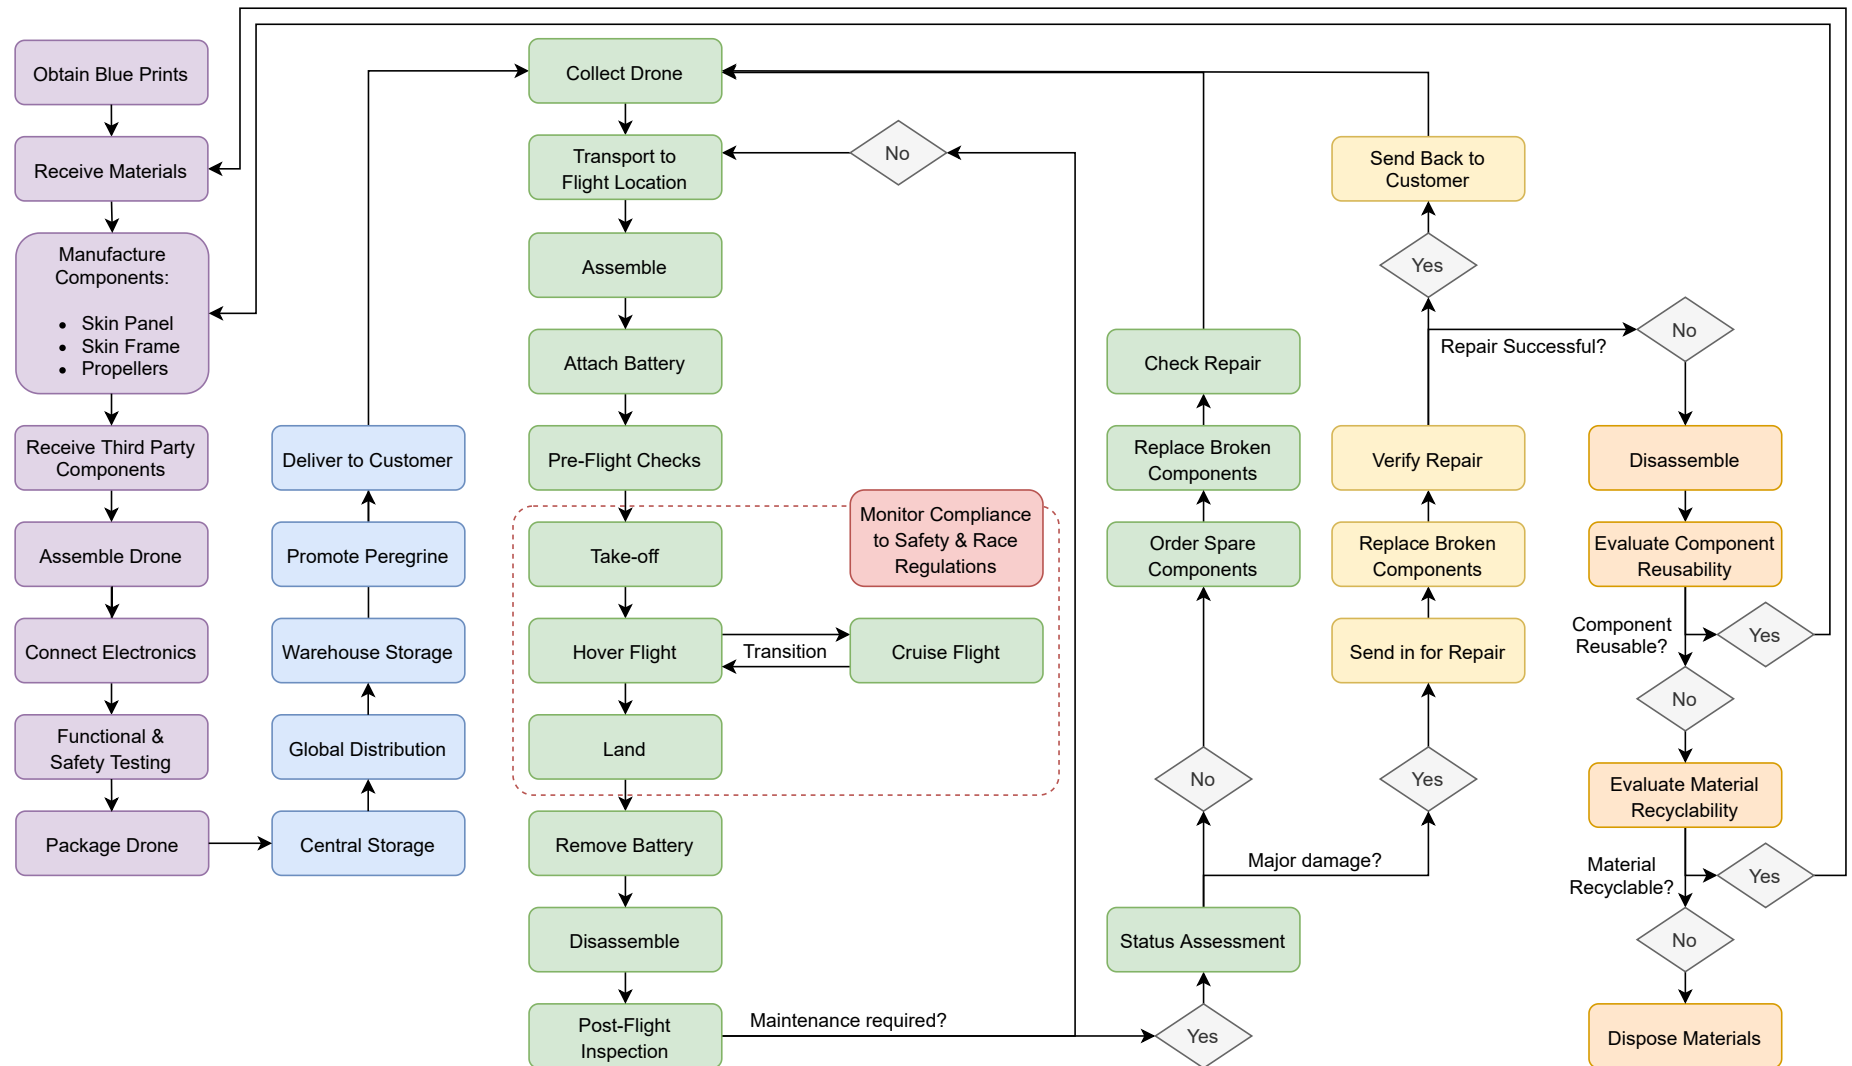 Obtain Blue Prints
Receive Materials
Manufacture
Components:
• Skin Panel
• Skin Frame
• Propellers
Receive Third Party
Components
Assemble Drone
Connect Electronics
Functional &
Safety Testing
Package Drone
Deliver to Customer
Promote Peregrine
Warehouse Storage
Global Distribution
Central Storage
Collect Drone
Transport to
Flight Location
No
Assemble
Attach Battery
Pre-Flight Checks
Monitor Compliance
to Safety & Race
Regulations
Take-off
Hover Flight
Transition
Cruise Flight
Land
Remove Battery
Disassemble
Post-Flight
Inspection
Maintenance required?
Yes
Status Assessment
Major damage?
No
Order Spare
Components
Replace Broken
Components
Check Repair
Yes
Send in for Repair
Replace Broken
Components
Verify Repair
Repair Successful?
Yes
Send Back to
Customer
No
Disassemble
Evaluate Component
Reusability
Component
Reusable?
Yes
No
Evaluate Material
Recyclability
Material
Recyclable?
Yes
No
Dispose Materials